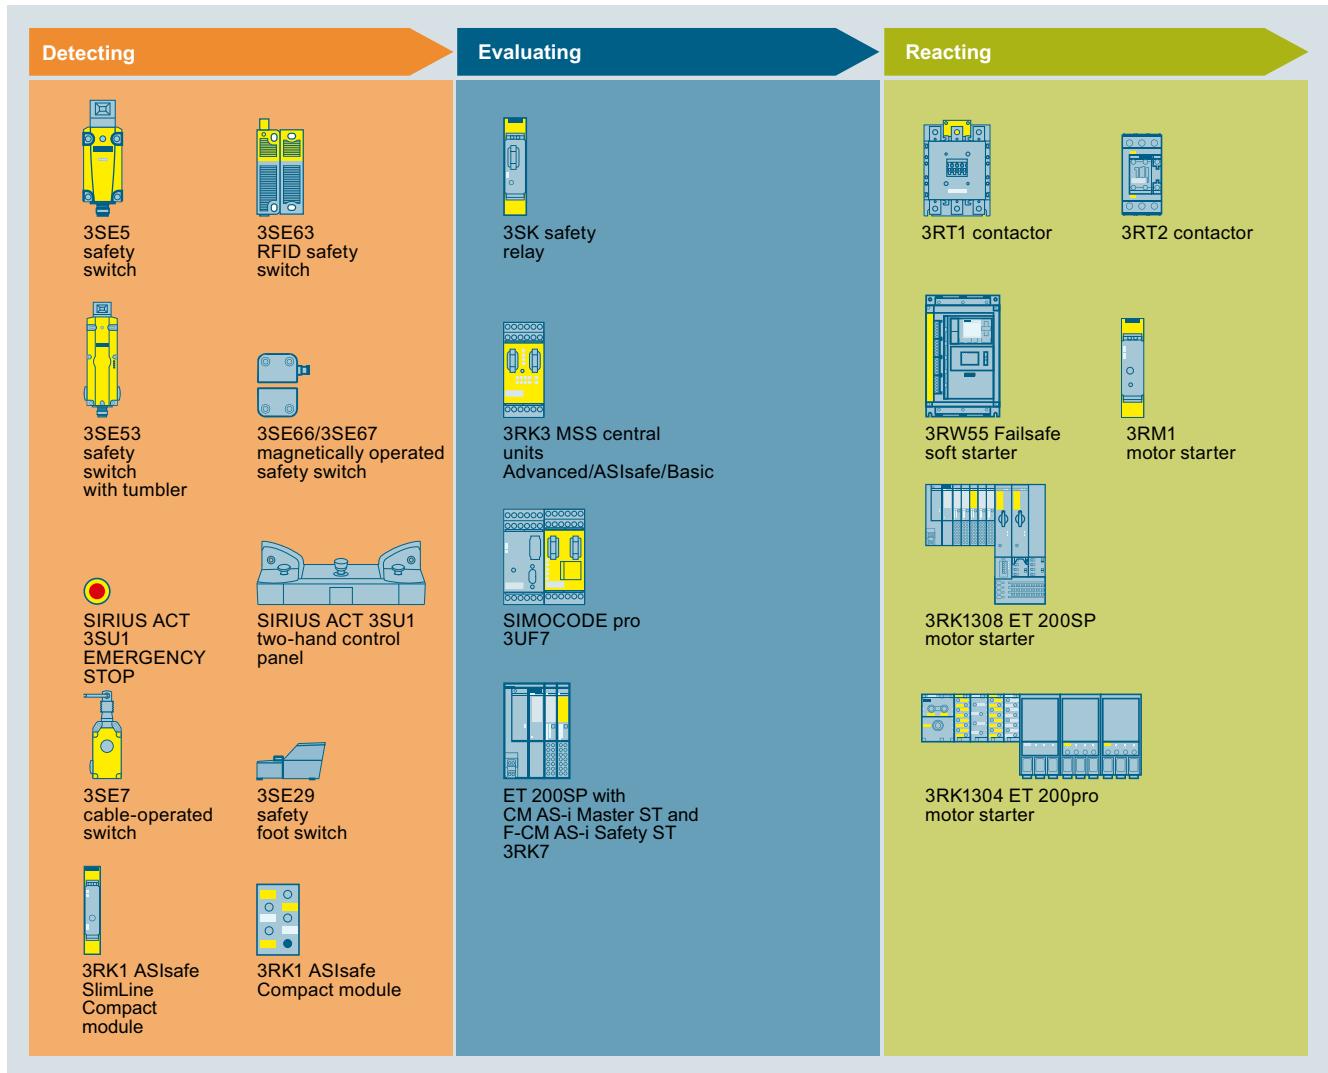 Detecting
Evaluating
Reacting
3SE5
safety
switch
3SE63
RFID safety
switch
3SE53
safety
switch
with tumbler
3SE66/3SE67
magnetically operated
safety switch
SIRIUS ACT
3SU1
EMERGENCY
STOP
SIRIUS ACT 3SU1
two-hand control
panel
3SE7
cable-operated
switch
3SE29
safety
foot switch
3RK1 ASIsafe
SlimLine
Compact
module
3RK1 ASIsafe
Compact module
3SK safety
relay
3RK3 MSS central
units
Advanced/ASIsafe/Basic
SIMOCODE pro
3UF7
ET 200SP with
CM AS-i Master ST and
F-CM AS-i Safety ST
3RK7
3RT1 contactor
3RT2 contactor
3RW55 Failsafe
soft starter
3RM1
motor starter
3RK1308 ET 200SP
motor starter
3RK1304 ET 200pro
motor starter